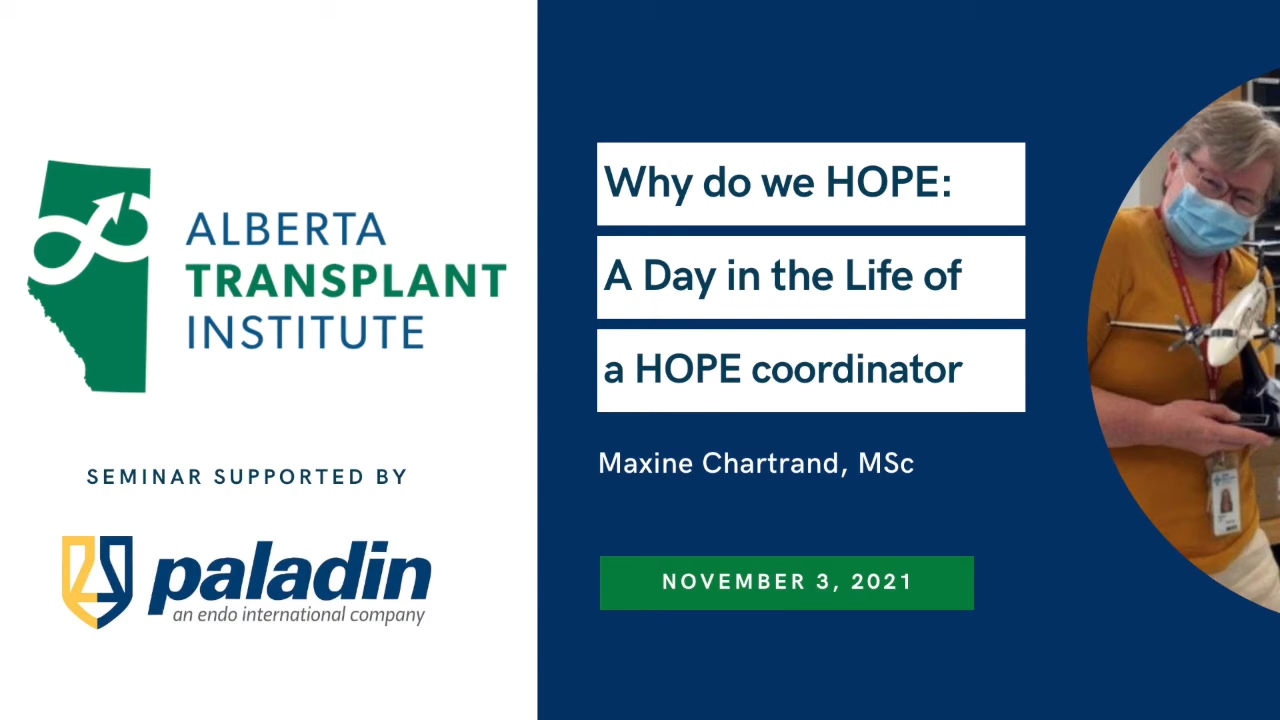 ALBERTA
TRANSPLANT
INSTITUTE
SEMINAR SUPPORTED BY
paladin
an endo international company
Why do we HOPE:
A Day in the Life of
a HOPE coordinator
Maxine Chartrand, MSc
NOVEMBER 3, 2021